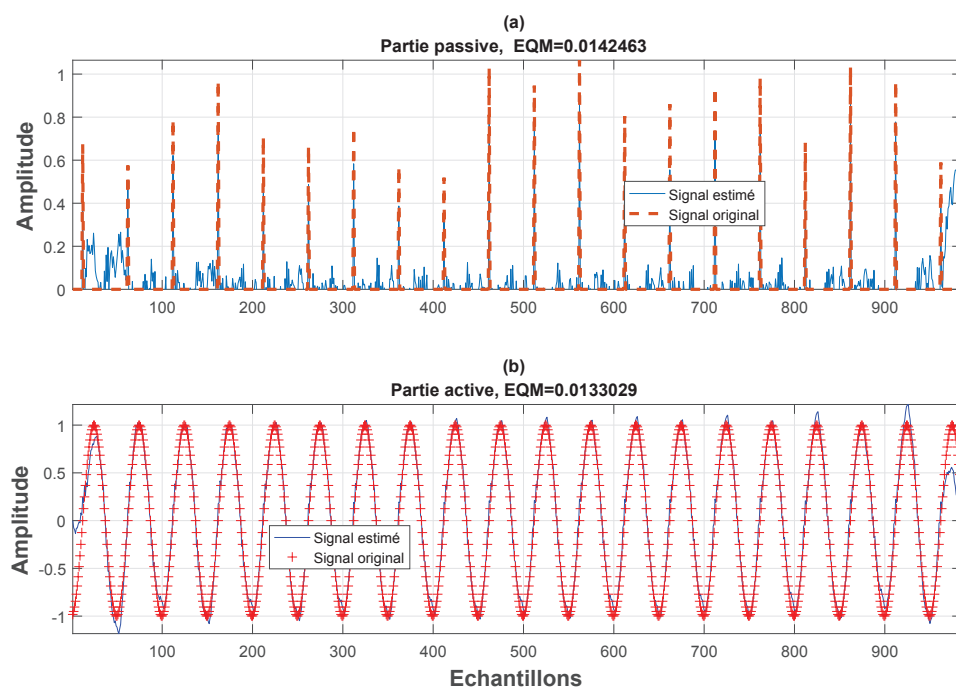 (a)
Partie passive, EQM=0.0142463
Amplitude
1
0.8
0.6
0.4
0.2
0
Signal estimé
Signal original
100 200 300 400 500 600 700 800 900
(b)
Partie active, EQM=0.0133029
Amplitude
1
0.5
0
-0.5
-1
Signal estimé
Signal original
100 200 300 400 500 600 700 800 900
Echantillons